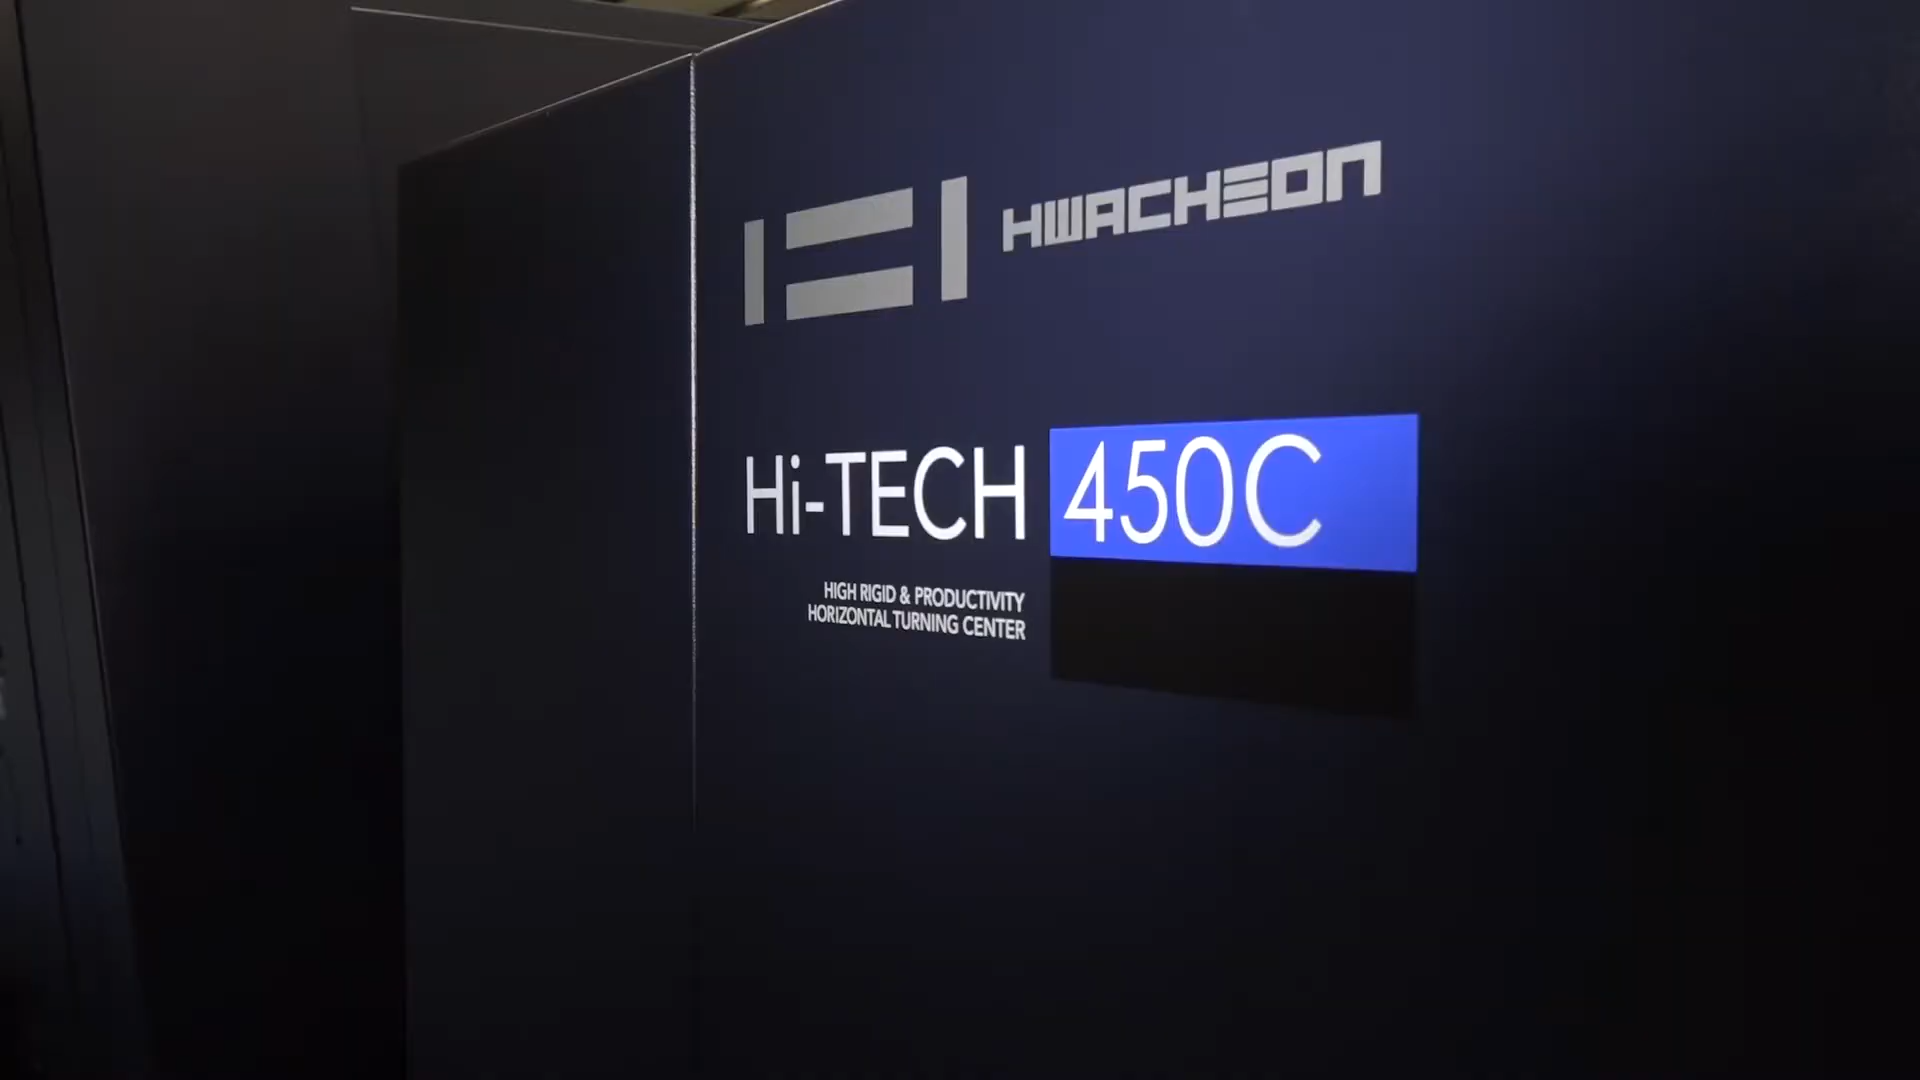 HWACHEON
Hi-TECH 450C
HIGH RIGID & PRODUCTIVITY
HORIZONTAL TURNING CENTER